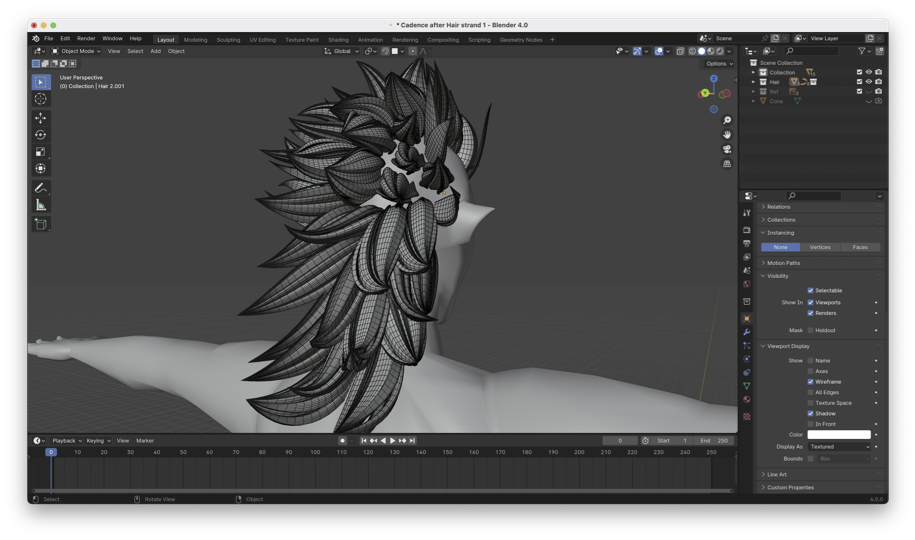 * Cadence after Hair strand 1 - Blender 4.0
File Edit Render Window Help
Layout Modeling Sculpting UV Editing Texture Paint Shading Animation Rendering Compositing Scripting Geometry Nodes +
Scene
View Layer
Object Mode View Select Add Object
Global
Options
User Perspective
(0) Collection | Hair 2.001
Z
Y
Scene Collection
Collection
Hair
Ref
Cone
Relations
Collections
Instancing
None Vertices Faces
Motion Paths
Visibility
Selectable
Show In Viewports
Renders
Mask Holdout
Viewport Display
Show Name
Axes
Wireframe
All Edges
Texture Space
Shadow
In Front
Color
Display As Textured
Bounds Box
Line Art
Custom Properties
Playback Keying View Marker
0 Start 1 End 250
0 10 20 30 40 50 60 70 80 90 100 110 120 130 140 150 160 170 180 190 200 210 220 230 240 250
Select Rotate View Object 4.0.0